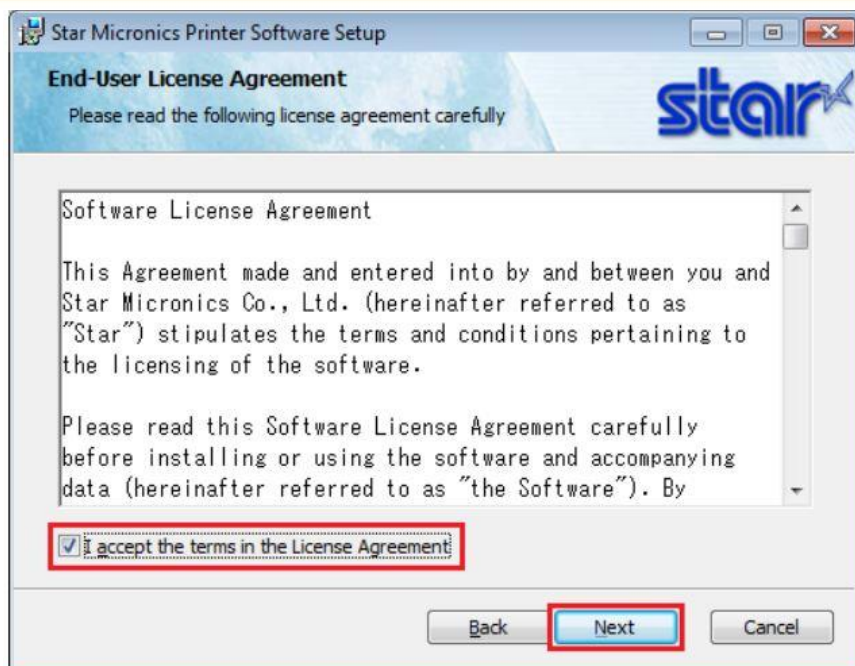 Star Micronics Printer Software Setup
End-User License Agreement
Please read the following license agreement carefully
star
Software License Agreement
This Agreement made and entered into by and between you and
Star Micronics Co., Ltd. (hereinafter referred to as
"Star") stipulates the terms and conditions pertaining to
the licensing of the software.
Please read this Software License Agreement carefully
before installing or using the software and accompanying
data (hereinafter referred to as "the Software"). By
I accept the terms in the License Agreement
Back
Next
Cancel